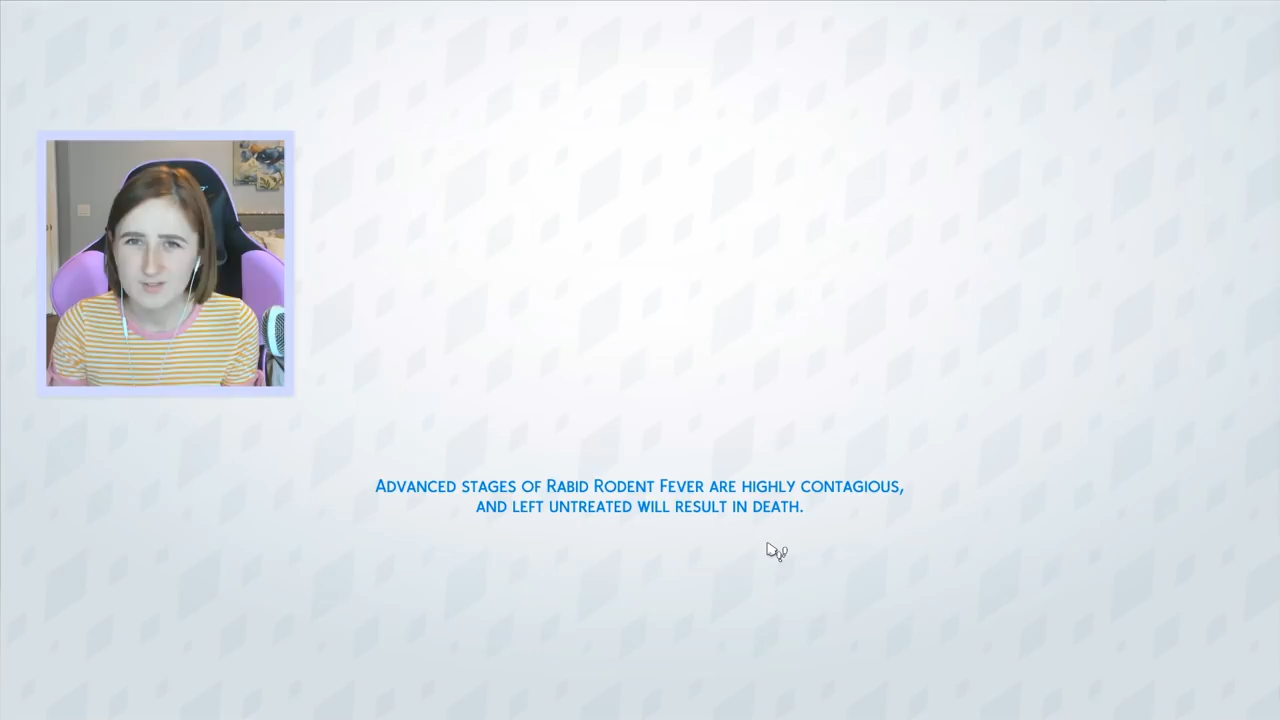 Advanced stages of Rabid Rodent Fever are highly contagious,
and left untreated will result in death.